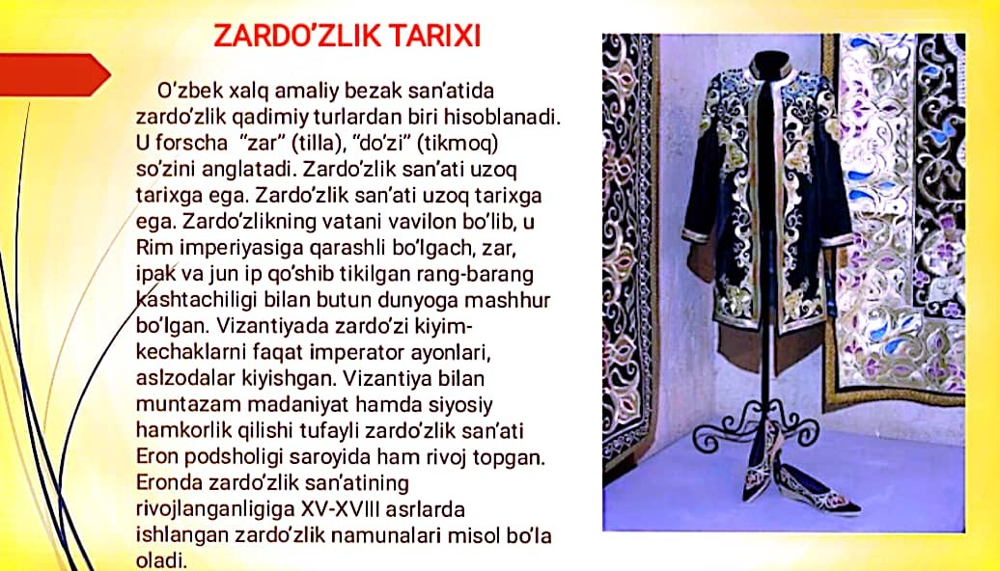 ZARDO’ZLIK TARIXI
O’zbek xalq amaliy bezak san’atida
zardo’zlik qadimiy turlardan biri hisoblanadi.
U forscha “zar” (tilla), “do’zi” (tikmoq)
so’zini anglatadi. Zardo’zlik san’ati uzoq
tarixga ega. Zardo’zlik san’ati uzoq tarixga
ega. Zardo’zlikning vatani vavilon bo’lib, u
Rim imperiyasiga qarashli bo’lgach, zar,
ipak va jun ip qo’shib tikilgan rang-barang
kashtachiligi bilan butun dunyoga mashhur
bo’lgan. Vizantiyada zardo’zi kiyim-
kechaklarni faqat imperator ayonlari,
aslzodalar kiyishgan. Vizantiya bilan
muntazam madaniyat hamda siyosiy
hamkorlik qilishi tufayli zardo’zlik san’ati
Eron podsholigi saroyida ham rivoj topgan.
Eronda zardo’zlik san’atining
rivojlanganligiga XV-XVIII asrlarda
ishlangan zardo’zlik namunalari misol bo’la
oladi.